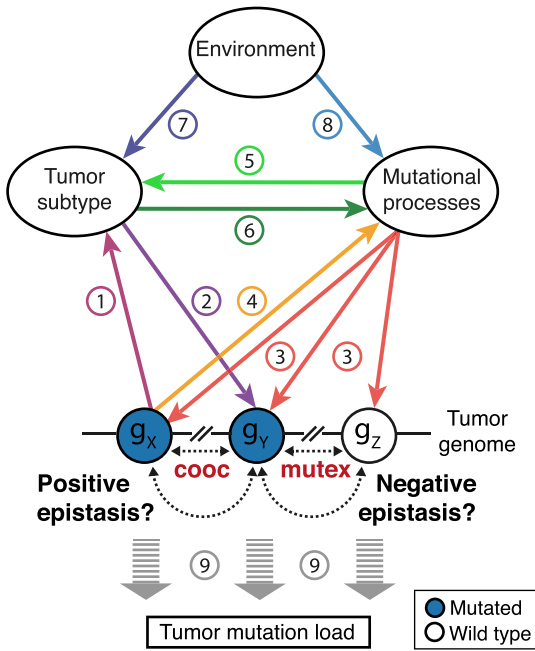 Environment
7
8
Tumor
subtype
5
Mutational
processes
6
1
2
4
3
3
gX
gY
gZ
Tumor
genome
cooc
mutex
Positive
epistasis?
Negative
epistasis?
9
9
Tumor mutation load
Mutated
Wild type